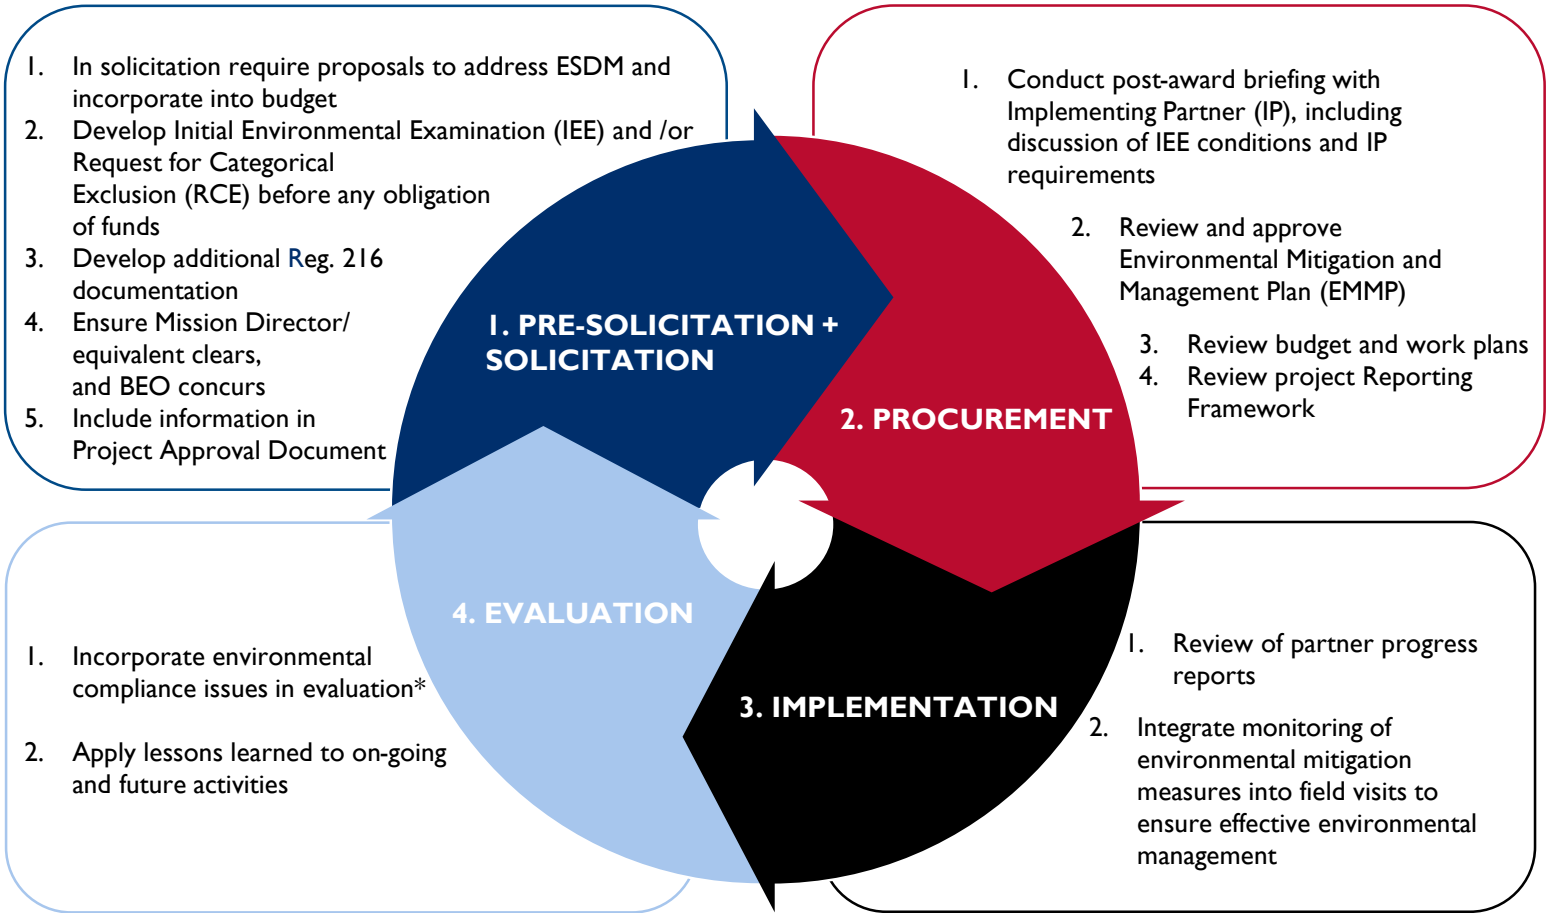 1. In solicitation require proposals to address ESDM and
incorporate into budget
2. Develop Initial Environmental Examination (IEE) and /or
Request for Categorical
Exclusion (RCE) before any obligation
of funds
3. Develop additional Reg. 216
documentation
4. Ensure Mission Director/
equivalent clears,
and BEO concurs
5. Include information in
Project Approval Document
1. PRE-SOLICITATION +
SOLICITATION
1. Conduct post-award briefing with
Implementing Partner (IP), including
discussion of IEE conditions and IP
requirements
2. Review and approve
Environmental Mitigation and
Management Plan (EMMP)
3. Review budget and work plans
4. Review project Reporting
Framework
2. PROCUREMENT
1. Review of partner progress
reports
2. Integrate monitoring of
environmental mitigation
measures into field visits to
ensure effective environmental
management
3. IMPLEMENTATION
4. EVALUATION
1. Incorporate environmental
compliance issues in evaluation*
2. Apply lessons learned to on-going
and future activities